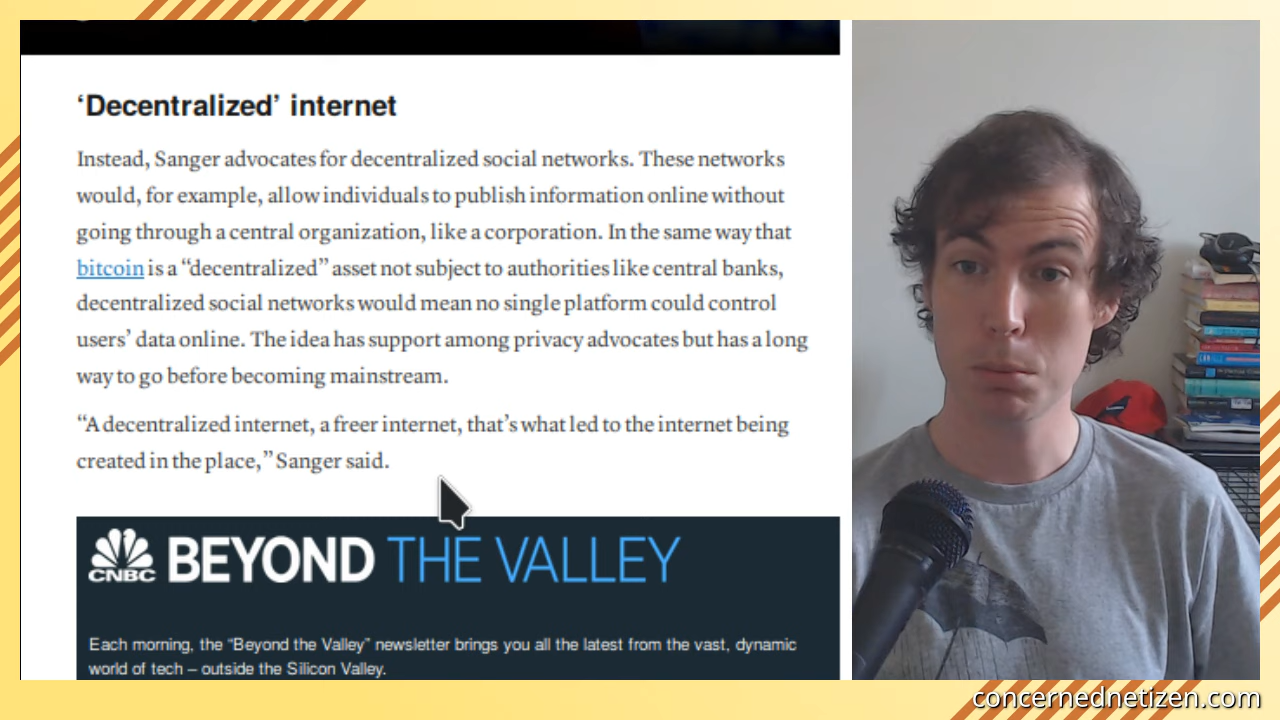 ‘Decentralized’ internet
Instead, Sanger advocates for decentralized social networks. These networks
would, for example, allow individuals to publish information online without
going through a central organization, like a corporation. In the same way that
bitcoin is a “decentralized” asset not subject to authorities like central banks,
decentralized social networks would mean no single platform could control
users’ data online. The idea has support among privacy advocates but has a long
way to go before becoming mainstream.
“A decentralized internet, a freer internet, that’s what led to the internet being
created in the place,” Sanger said.
CNBC BEYOND THE VALLEY
Each morning, the “Beyond the Valley” newsletter brings you all the latest from the vast, dynamic
world of tech – outside the Silicon Valley.
concernednetizen.com